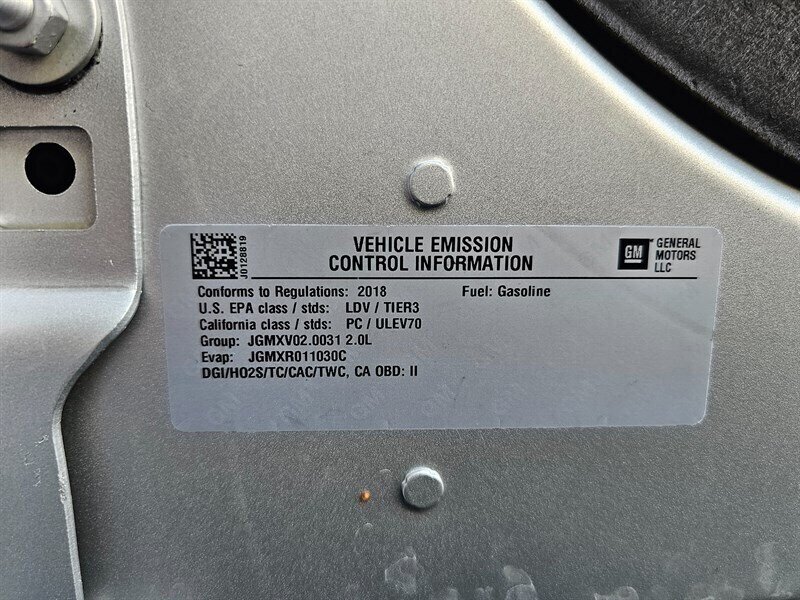 VEHICLE EMISSION
CONTROL INFORMATION
J0128819
GM
GENERAL
MOTORS
LLC
Conforms to Regulations: 2018 Fuel: Gasoline
U.S. EPA class / stds: LDV / TIER3
California class / stds: PC / ULEV70
Group: JGMXV02.0031 2.0L
Evap: JGMXR011030C
DGI/HO2S/TC/CAC/TWC, CA OBD: II